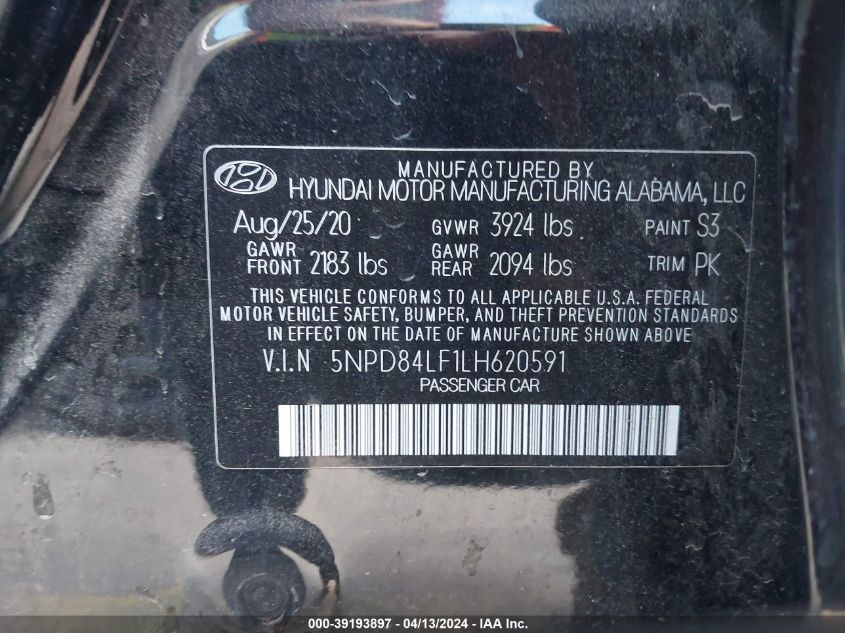 MANUFACTURED BY
HYUNDAI MOTOR MANUFACTURING ALABAMA, LLC
Aug/25/20 GVWR 3924 lbs PAINT S3
GAWR FRONT 2183 lbs GAWR REAR 2094 lbs TRIM PK
THIS VEHICLE CONFORMS TO ALL APPLICABLE U.S.A. FEDERAL
MOTOR VEHICLE SAFETY, BUMPER, AND THEFT PREVENTION STANDARDS
IN EFFECT ON THE DATE OF MANUFACTURE SHOWN ABOVE
V.I.N 5NPD84LF1LH620591
PASSENGER CAR
000-39193897 / 04/13/2024 - IAA Inc.